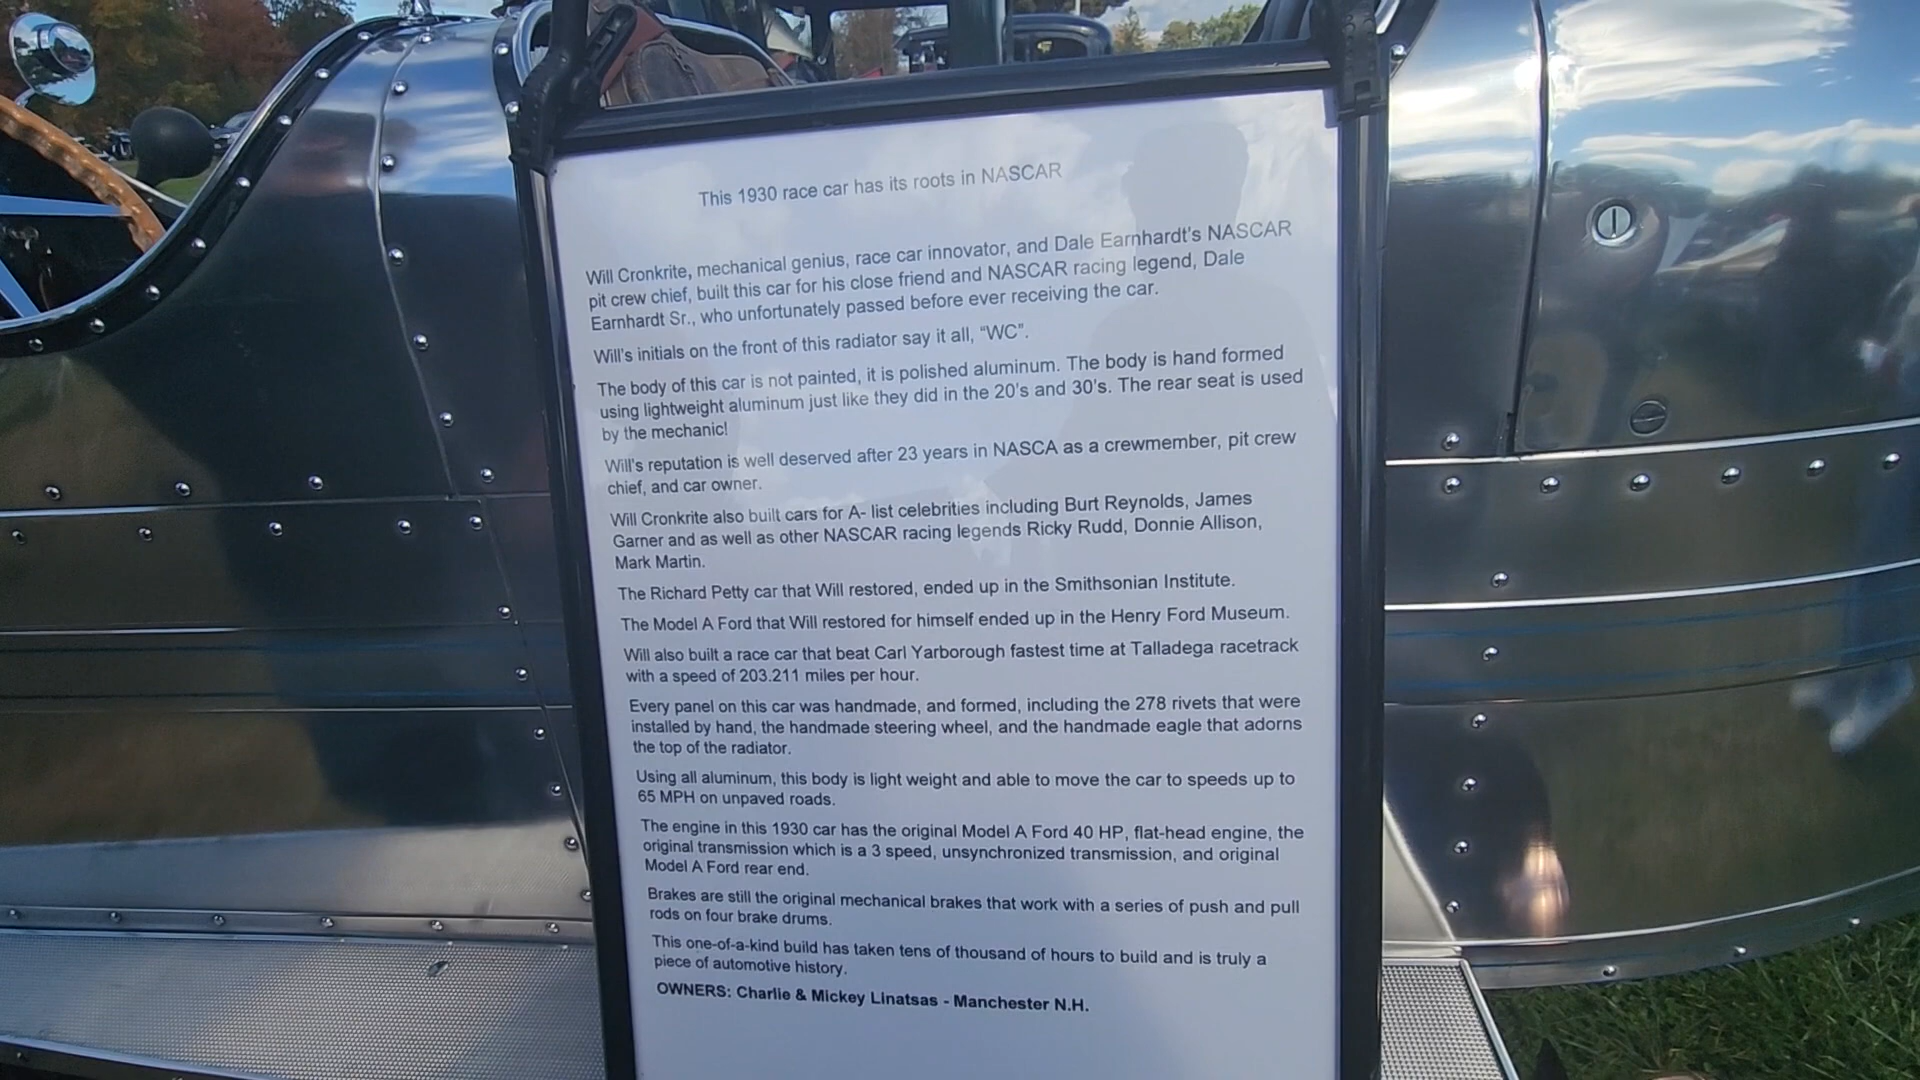 This 1930 race car has its roots in NASCAR
Will Cronkrite, mechanical genius, race car innovator, and Dale Earnhardt's NASCAR
pit crew chief, built this car for his close friend and NASCAR racing legend, Dale
Earnhardt Sr., who unfortunately passed before ever receiving the car.
Will's initials on the front of this radiator say it all, “WC”.
The body of this car is not painted, it is polished aluminum. The body is hand formed
using lightweight aluminum just like they did in the 20's and 30's. The rear seat is used
by the mechanic!
Will's reputation is well deserved after 23 years in NASCA as a crewmember, pit crew
chief, and car owner.
Will Cronkrite also built cars for A- list celebrities including Burt Reynolds, James
Garner and as well as other NASCAR racing legends Ricky Rudd, Donnie Allison,
Mark Martin.
The Richard Petty car that Will restored, ended up in the Smithsonian Institute.
The Model A Ford that Will restored for himself ended up in the Henry Ford Museum.
Will also built a race car that beat Carl Yarborough fastest time at Talladega racetrack
with a speed of 203.211 miles per hour.
Every panel on this car was handmade, and formed, including the 278 rivets that were
installed by hand, the handmade steering wheel, and the handmade eagle that adorns
the top of the radiator.
Using all aluminum, this body is light weight and able to move the car to speeds up to
65 MPH on unpaved roads.
The engine in this 1930 car has the original Model A Ford 40 HP, flat-head engine, the
original transmission which is a 3 speed, unsynchronized transmission, and original
Model A Ford rear end.
Brakes are still the original mechanical brakes that work with a series of push and pull
rods on four brake drums.
This one-of-a-kind build has taken tens of thousand of hours to build and is truly a
piece of automotive history.
OWNERS: Charlie & Mickey Linatsas - Manchester N.H.